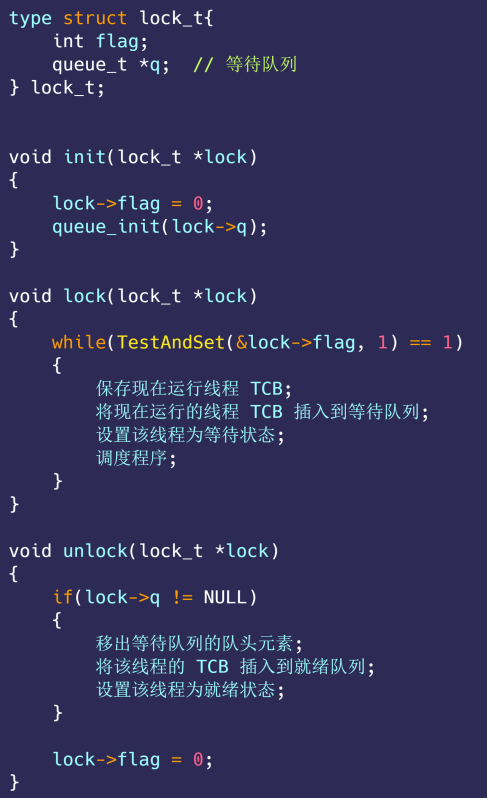 type struct lock_t{
    int flag;
    queue_t *q;  // 等待队列
} lock_t;
void init(lock_t *lock)
{
    lock->flag = 0;
    queue_init(lock->q);
}
void lock(lock_t *lock)
{
    while(TestAndSet(&lock->flag, 1) == 1)
    {
        保存现在运行线程 TCB;
        将现在运行的线程 TCB 插入到等待队列;
        设置该线程为等待状态;
        调度程序;
    }
}
void unlock(lock_t *lock)
{
    if(lock->q != NULL)
    {
        移出等待队列的队头元素;
        将该线程的 TCB 插入到就绪队列;
        设置该线程为就绪状态;
    }
    lock->flag = 0;
}